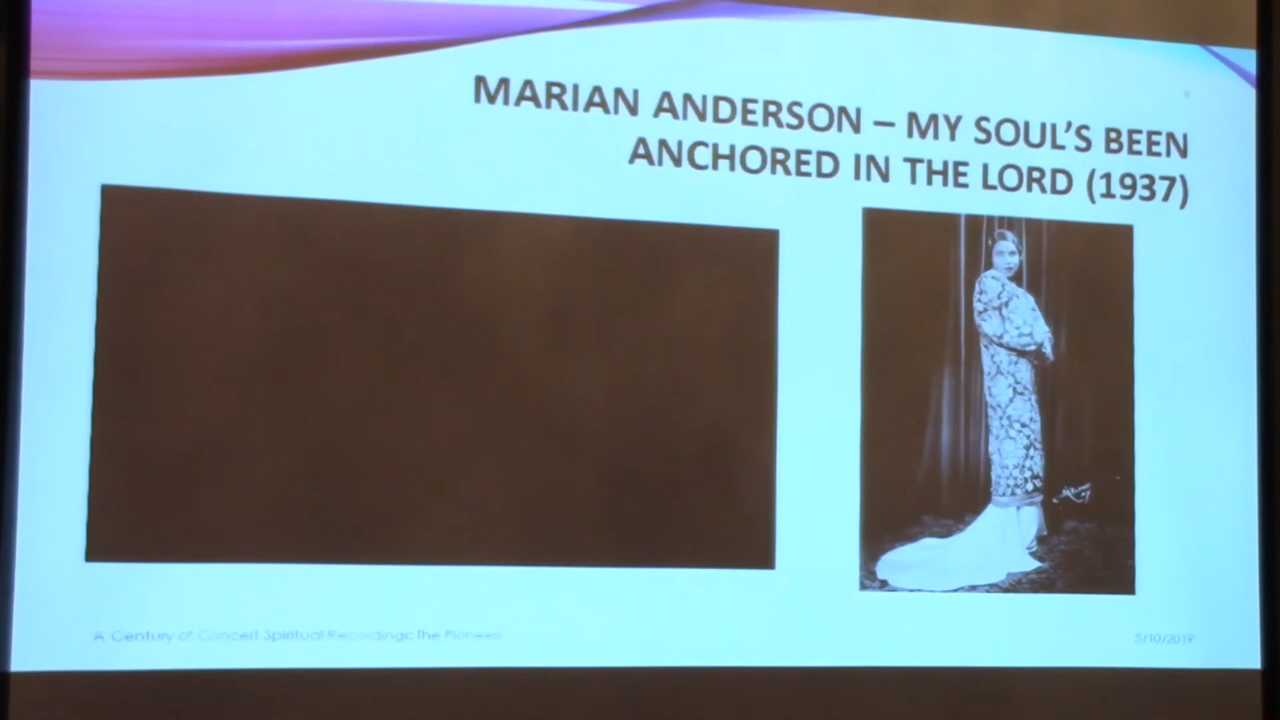 MARIAN ANDERSON – MY SOUL’S BEEN
ANCHORED IN THE LORD (1937)
A Century of Concert Spiritual Recordings: The Pioneers
5/10/2019